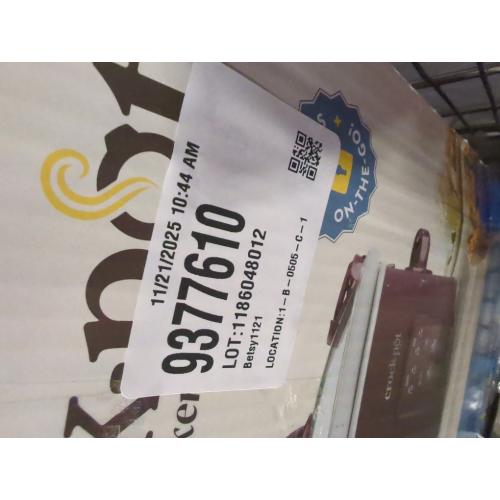 11/21/2025 10:44 AM
9377610
LOT:1186048012
Betsy1121
LOCATION:1-B-0505-C-1
ON-THE-GO
crockpot